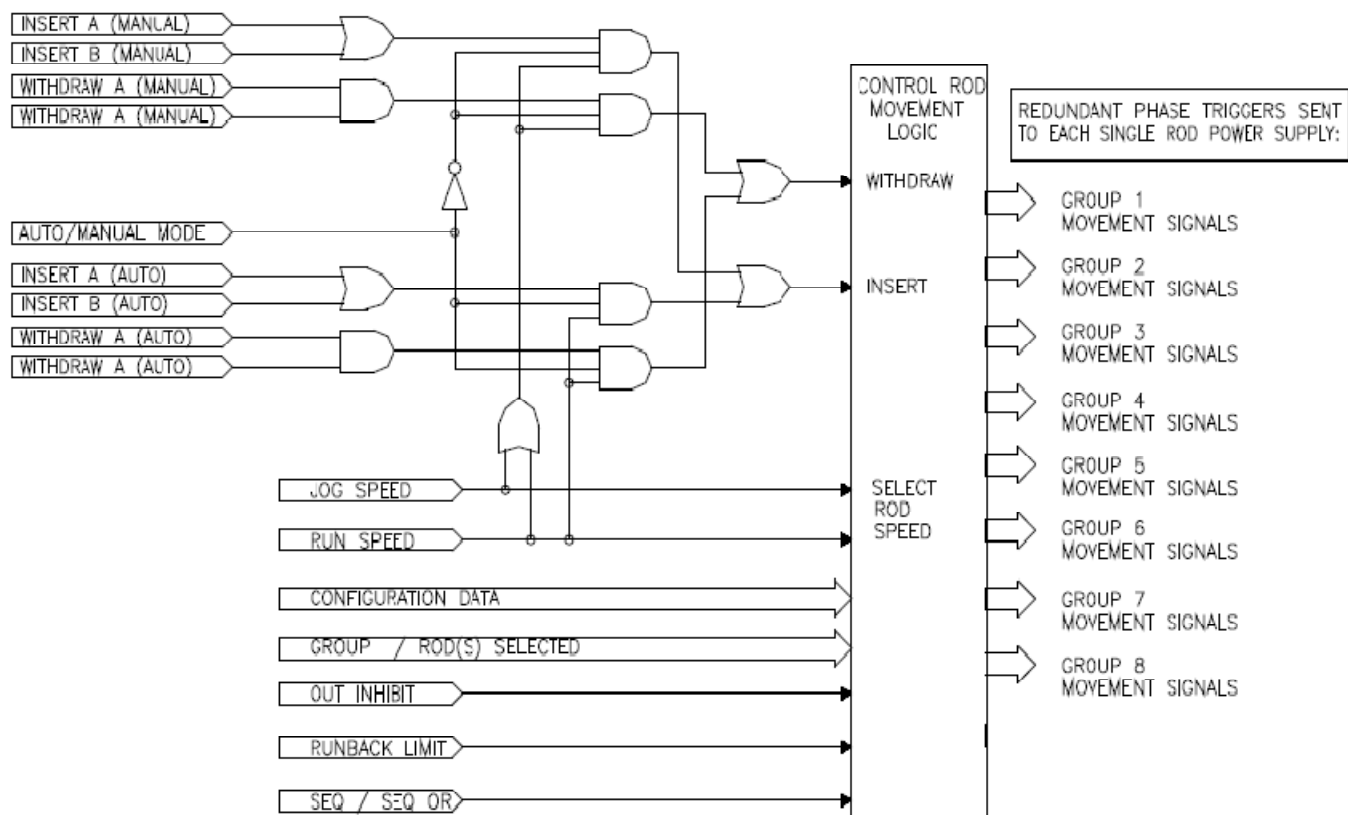 INSERT A (MANUAL)
INSERT B (MANUAL)
WITHDRAW A (MANUAL)
WITHDRAW A (MANUAL)
AUTO/MANUAL MODE
INSERT A (AUTO)
INSERT B (AUTO)
WITHDRAW A (AUTO)
WITHDRAW A (AUTO)
JOG SPEED
RUN SPEED
CONFIGURATION DATA
GROUP / ROD(S) SELECTED
OUT INHIBIT
RUNBACK LIMIT
SEQ / SEQ OR
CONTROL ROD
MOVEMENT
LOGIC
WITHDRAW
INSERT
SELECT
ROD
SPEED
REDUNDANT PHASE TRIGGERS SENT
TO EACH SINGLE ROD POWER SUPPLY:
GROUP 1
MOVEMENT SIGNALS
GROUP 2
MOVEMENT SIGNALS
GROUP 3
MOVEMENT SIGNALS
GROUP 4
MOVEMENT SIGNALS
GROUP 5
MOVEMENT SIGNALS
GROUP 6
MOVEMENT SIGNALS
GROUP 7
MOVEMENT SIGNALS
GROUP 8
MOVEMENT SIGNALS